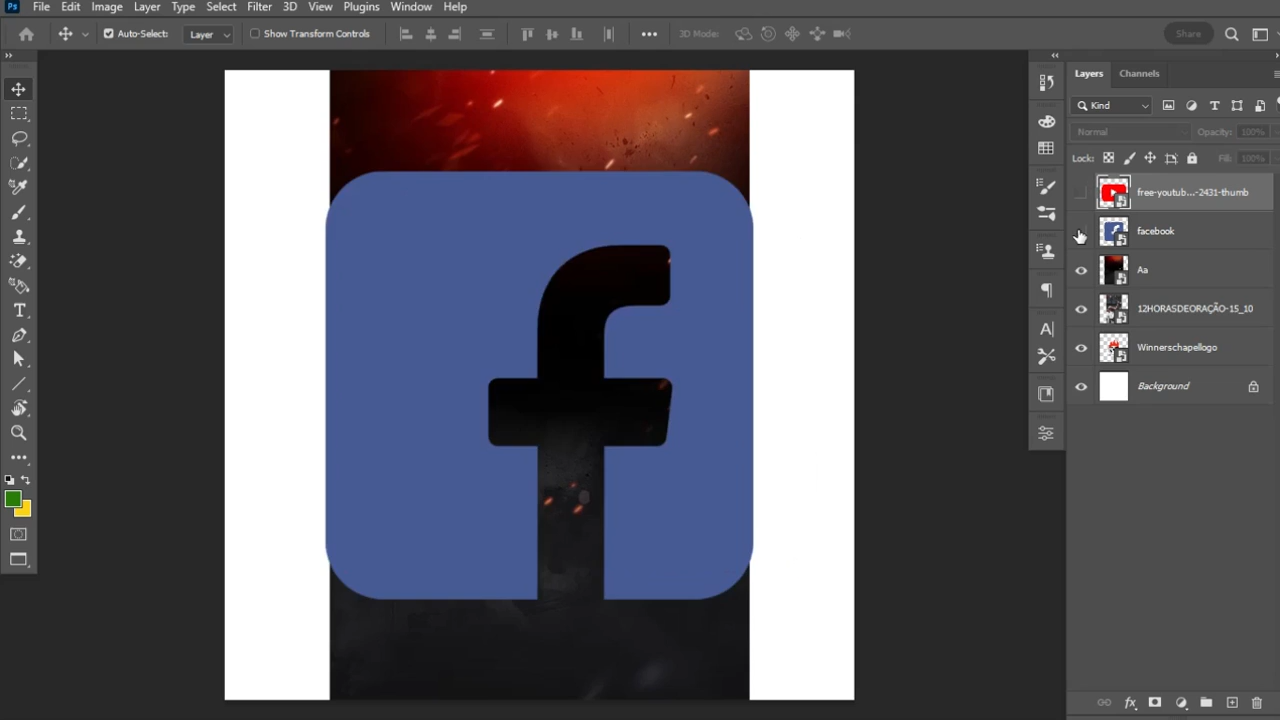 Ps File Edit Image Layer Type Select Filter 3D View Plugins Window Help
Auto-Select: Layer Show Transform Controls 3D Mode: Share
Layers Channels
Kind
Normal Opacity: 100%
Lock: Fill: 100%
free-youtub...-2431-thumb
facebook
Aa
12HORASDEORAÇÃO-15_10
Winnerschapellogo
Background